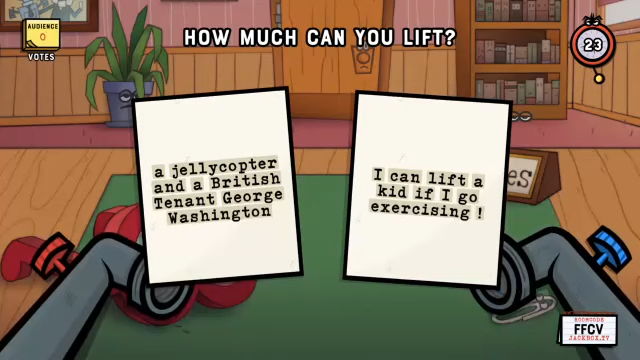 AUDIENCE
0
VOTES
HOW MUCH CAN YOU LIFT?
23
a jellycopter
and a British
Tenant George
Washington
I can lift a
kid if I go
exercising !
ES
ROOMCODE
FFCV
JACKBOX.TV